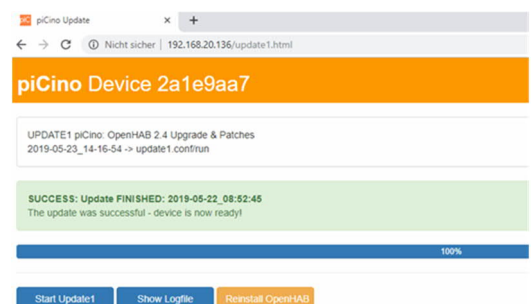 piCino Update
Nicht sicher | 192.168.20.136/update1.html
piCino Device 2a1e9aa7
UPDATE1 piCino: OpenHAB 2.4 Upgrade & Patches
2019-05-23_14-16-54 -> update1.conf/run
SUCCESS: Update FINISHED: 2019-05-22_08:52:45
The update was successful - device is now ready!
100%
Start Update1 Show Logfile Reinstall OpenHAB